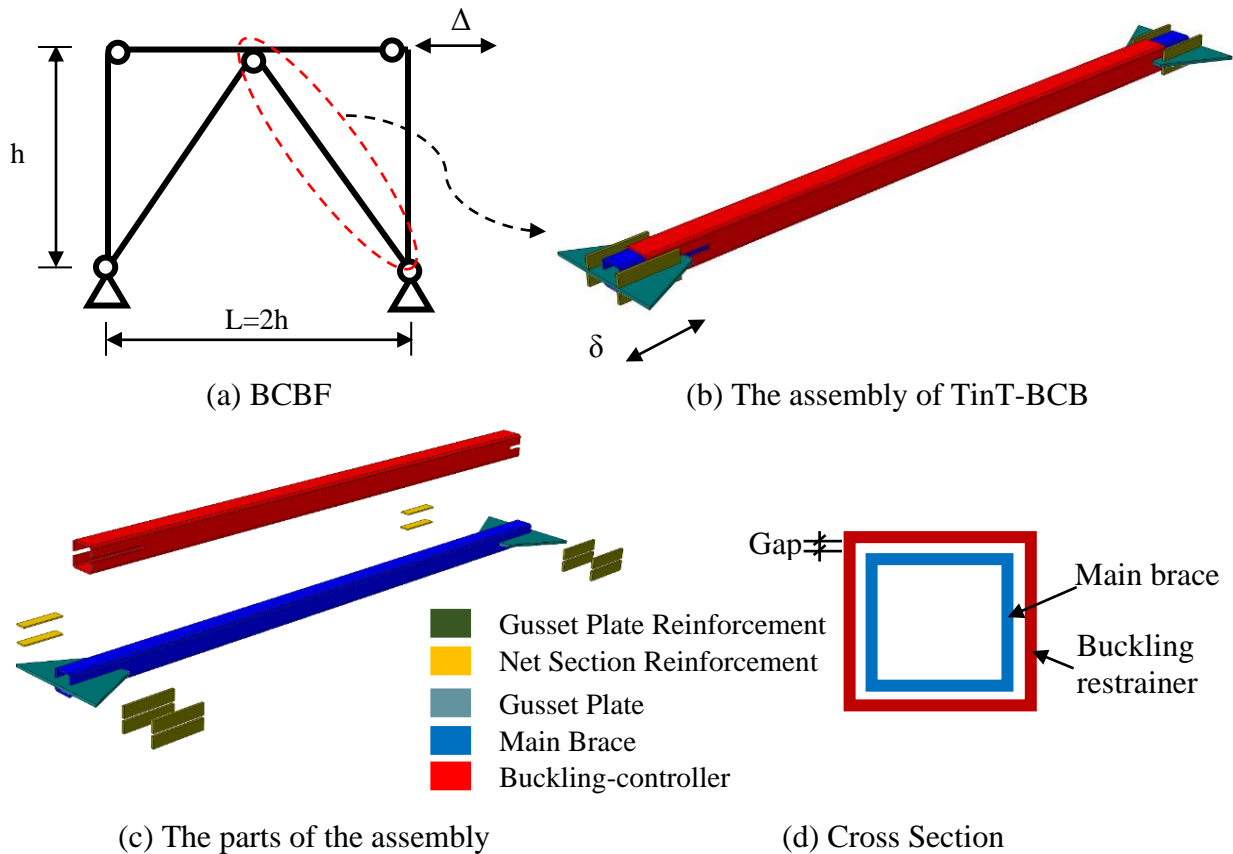 Δ
h
L=2h
δ
(a) BCBF
(b) The assembly of TinT-BCB
Gusset Plate Reinforcement
Net Section Reinforcement
Gusset Plate
Main Brace
Buckling-controller
Gap
Main brace
Buckling
restrainer
(c) The parts of the assembly
(d) Cross Section